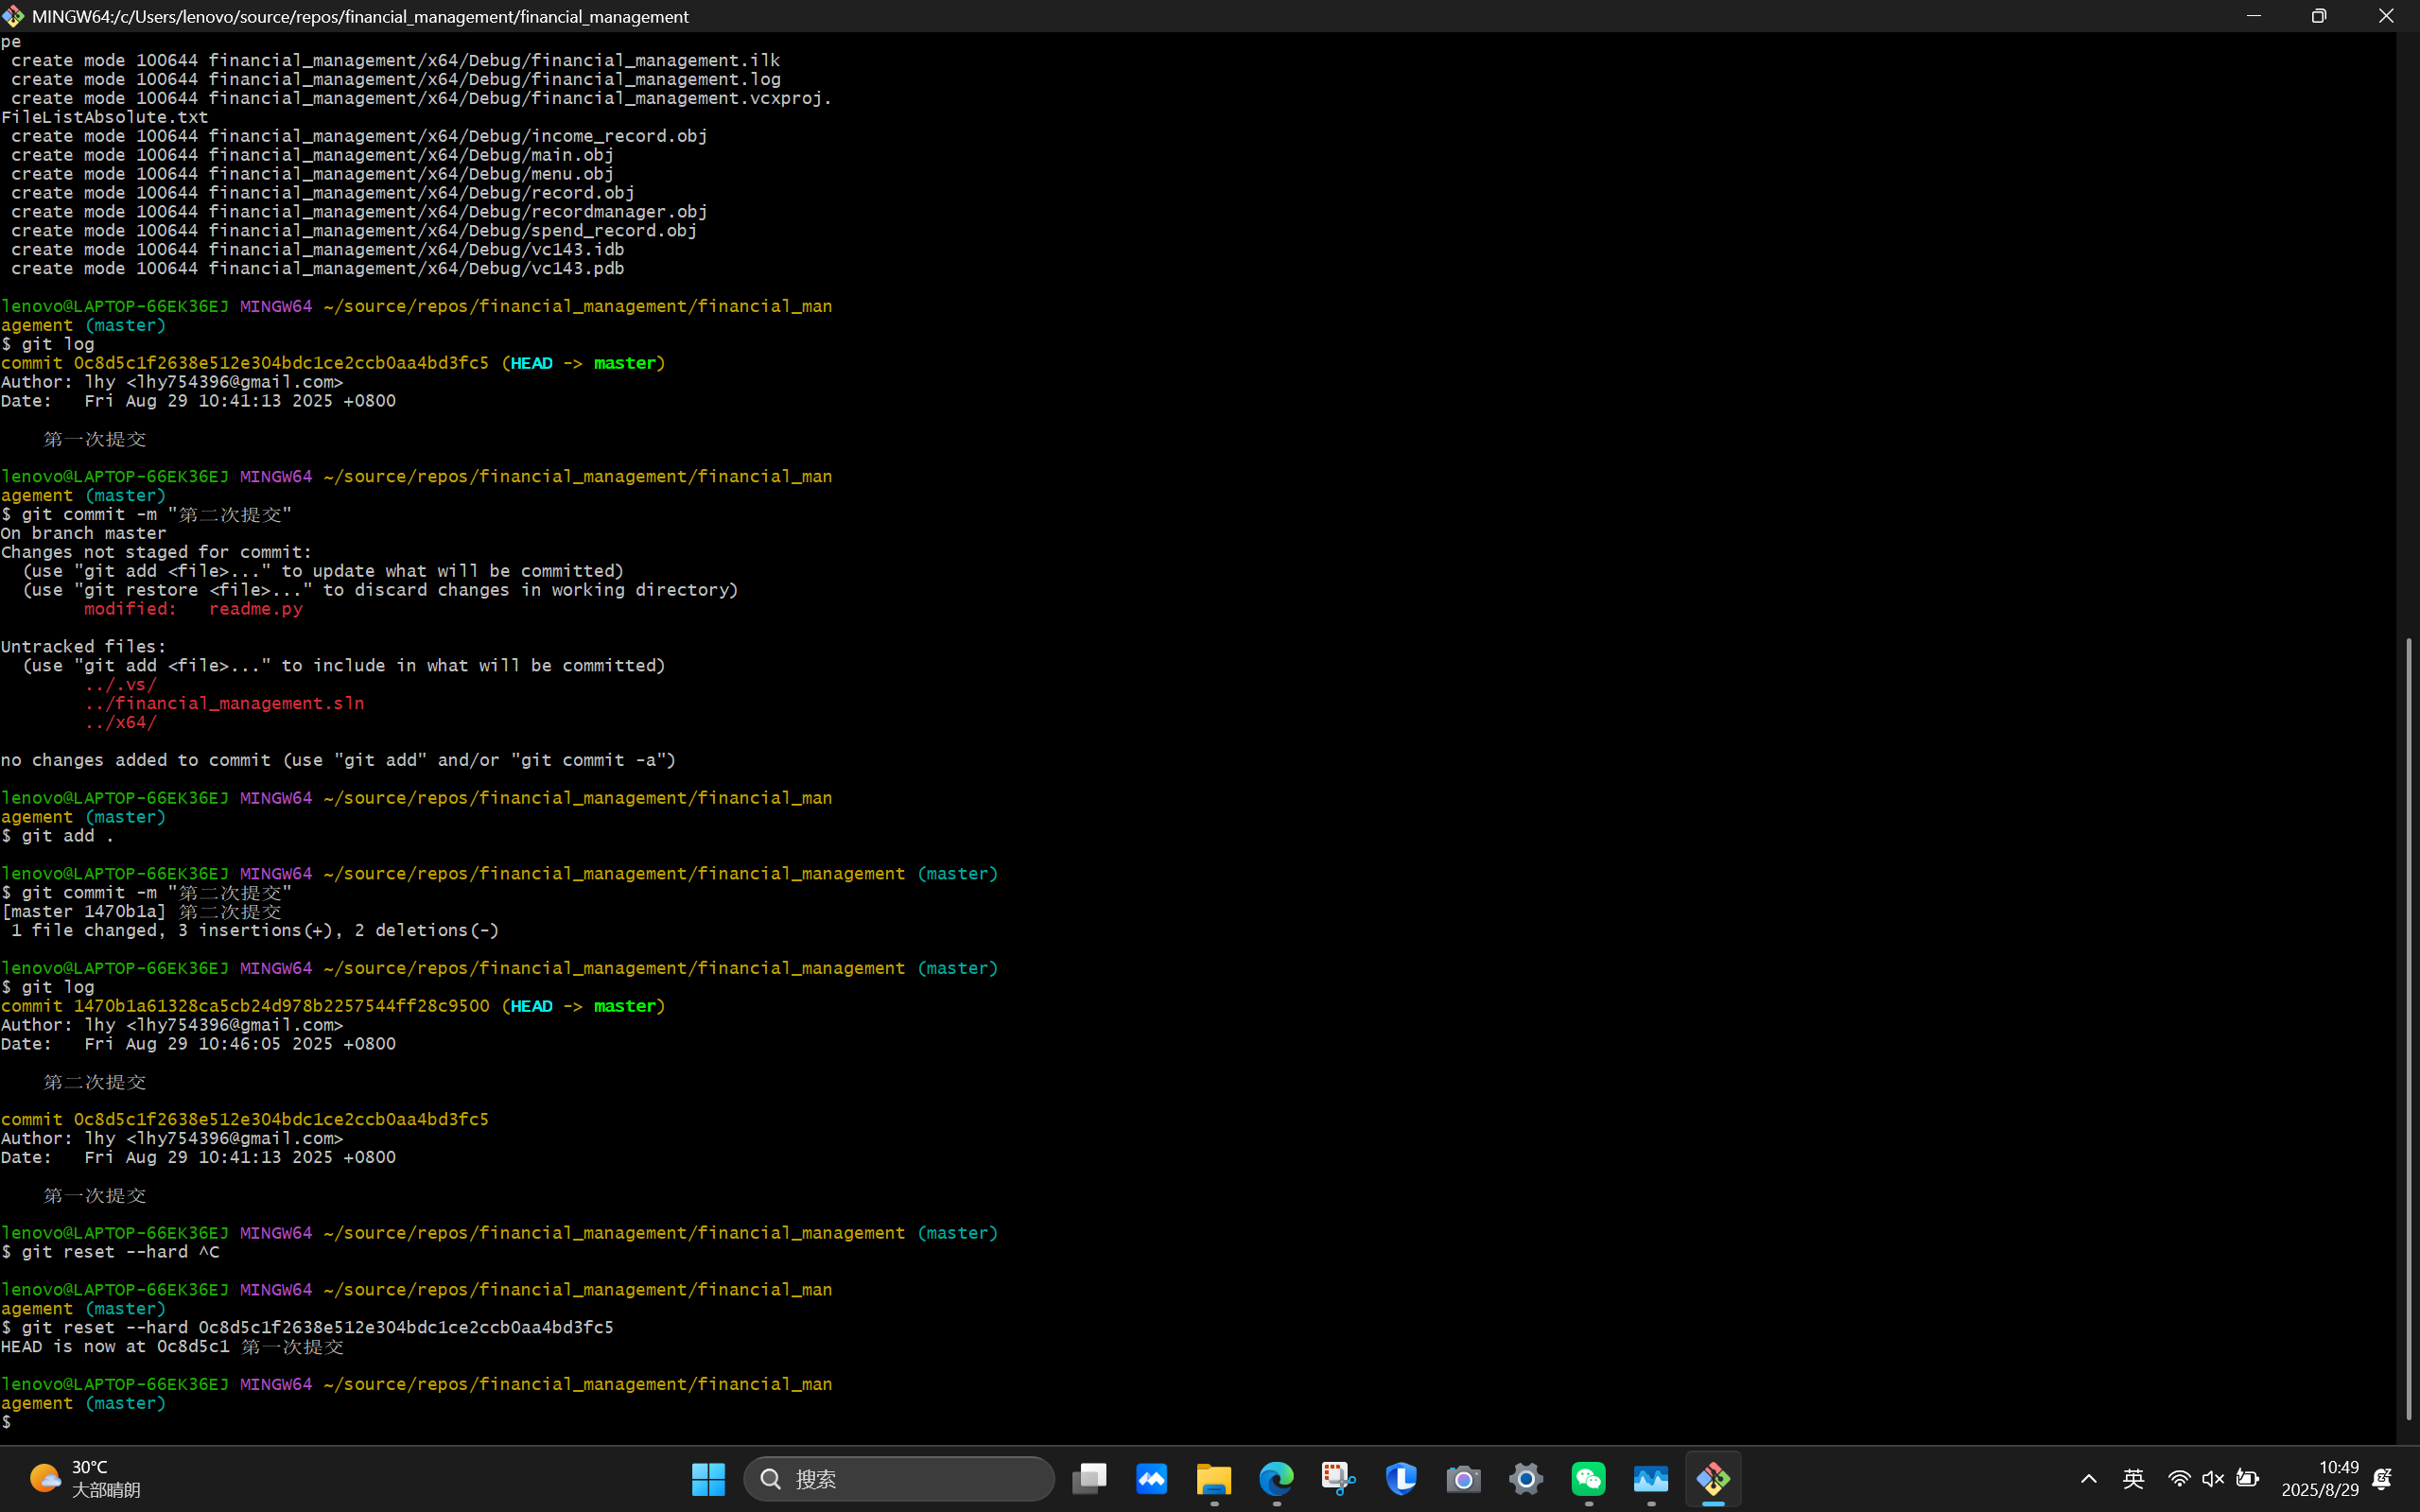 MINGW64:/c/Users/lenovo/source/repos/financial_management/financial_management
pe
 create mode 100644 financial_management/x64/Debug/financial_management.ilk
 create mode 100644 financial_management/x64/Debug/financial_management.log
 create mode 100644 financial_management/x64/Debug/financial_management.vcxproj.
FileListAbsolute.txt
 create mode 100644 financial_management/x64/Debug/income_record.obj
 create mode 100644 financial_management/x64/Debug/main.obj
 create mode 100644 financial_management/x64/Debug/menu.obj
 create mode 100644 financial_management/x64/Debug/record.obj
 create mode 100644 financial_management/x64/Debug/recordmanager.obj
 create mode 100644 financial_management/x64/Debug/spend_record.obj
 create mode 100644 financial_management/x64/Debug/vc143.idb
 create mode 100644 financial_management/x64/Debug/vc143.pdb
lenovo@LAPTOP-66EK36EJ MINGW64 ~/source/repos/financial_management/financial_man
agement (master)
$ git log
commit 0c8d5c1f2638e512e304bdc1ce2ccb0aa4bd3fc5 (HEAD -> master)
Author: lhy <lhy754396@gmail.com>
Date:   Fri Aug 29 10:41:13 2025 +0800
    第一次提交
lenovo@LAPTOP-66EK36EJ MINGW64 ~/source/repos/financial_management/financial_man
agement (master)
$ git commit -m "第二次提交"
On branch master
Changes not staged for commit:
  (use "git add <file>..." to update what will be committed)
  (use "git restore <file>..." to discard changes in working directory)
        modified:   readme.py
Untracked files:
  (use "git add <file>..." to include in what will be committed)
        ../.vs/
        ../financial_management.sln
        ../x64/
no changes added to commit (use "git add" and/or "git commit -a")
lenovo@LAPTOP-66EK36EJ MINGW64 ~/source/repos/financial_management/financial_man
agement (master)
$ git add .
lenovo@LAPTOP-66EK36EJ MINGW64 ~/source/repos/financial_management/financial_management (master)
$ git commit -m "第二次提交"
[master 1470b1a] 第二次提交
 1 file changed, 3 insertions(+), 2 deletions(-)
lenovo@LAPTOP-66EK36EJ MINGW64 ~/source/repos/financial_management/financial_management (master)
$ git log
commit 1470b1a61328ca5cb24d978b2257544ff28c9500 (HEAD -> master)
Author: lhy <lhy754396@gmail.com>
Date:   Fri Aug 29 10:46:05 2025 +0800
    第二次提交
commit 0c8d5c1f2638e512e304bdc1ce2ccb0aa4bd3fc5
Author: lhy <lhy754396@gmail.com>
Date:   Fri Aug 29 10:41:13 2025 +0800
    第一次提交
lenovo@LAPTOP-66EK36EJ MINGW64 ~/source/repos/financial_management/financial_management (master)
$ git reset --hard ^C
lenovo@LAPTOP-66EK36EJ MINGW64 ~/source/repos/financial_management/financial_man
agement (master)
$ git reset --hard 0c8d5c1f2638e512e304bdc1ce2ccb0aa4bd3fc5
HEAD is now at 0c8d5c1 第一次提交
lenovo@LAPTOP-66EK36EJ MINGW64 ~/source/repos/financial_management/financial_man
agement (master)
$
30°C
大部晴朗
搜索
英
10:49
2025/8/29